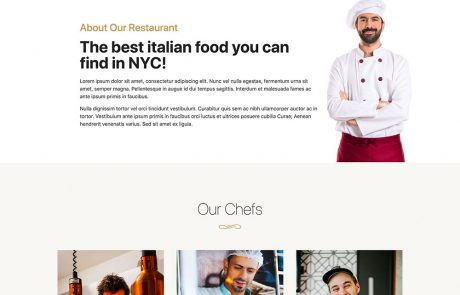 About Our Restaurant
The best italian food you can
find in NYC!
Lorem ipsum dolor sit amet, consectetur adipiscing elit. Nunc vel nulla egestas, fermentum urna sit
amet, semper magna. Pellentesque in augue id dui tempus sagittis. Interdum et malesuada fames ac
ante ipsum primis in faucibus.
Nulla dignissim tortor vel orci tincidunt vestibulum. Curabitur quis sem ac nibh ullamcorper auctor in ac
tortor. Vestibulum ante ipsum primis in faucibus orci luctus et ultrices posuere cubilia Curae; Aenean
hendrerit venenatis varius. Sed sit amet ex ligula.
Our Chefs